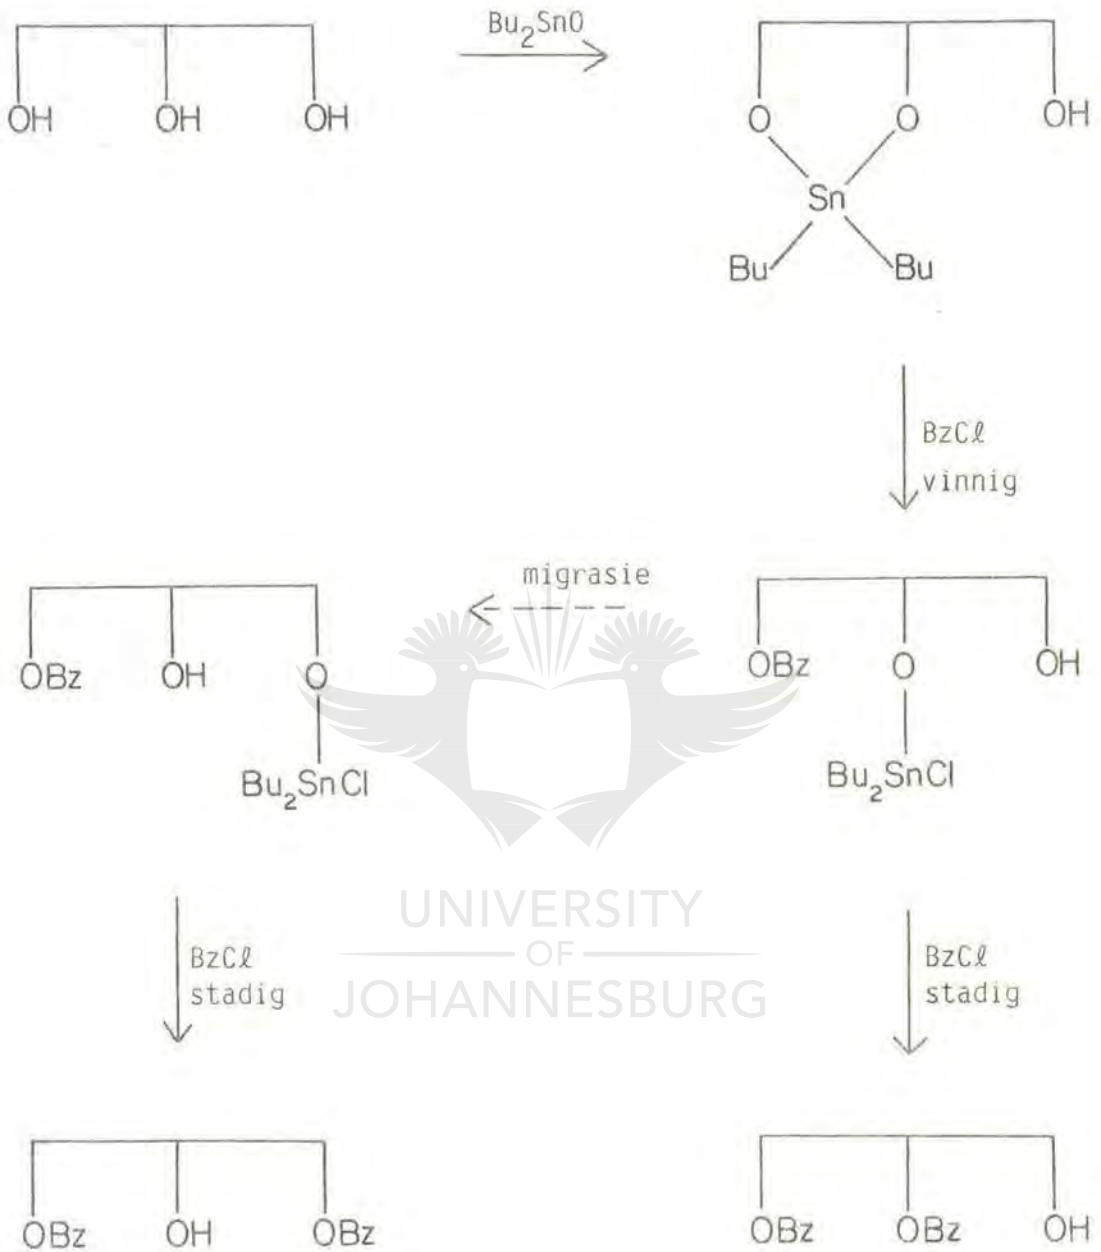 Bu2SnO
OH OH OH
O O OH
Sn
Bu Bu
BzCℓ
vinnig
migrasie
OBz OH O
Bu2SnCl
OBz O OH
Bu2SnCl
UNIVERSITY
OF
JOHANNESBURG
BzCℓ
stadig
BzCℓ
stadig
OBz OH OBz
OBz OBz OH